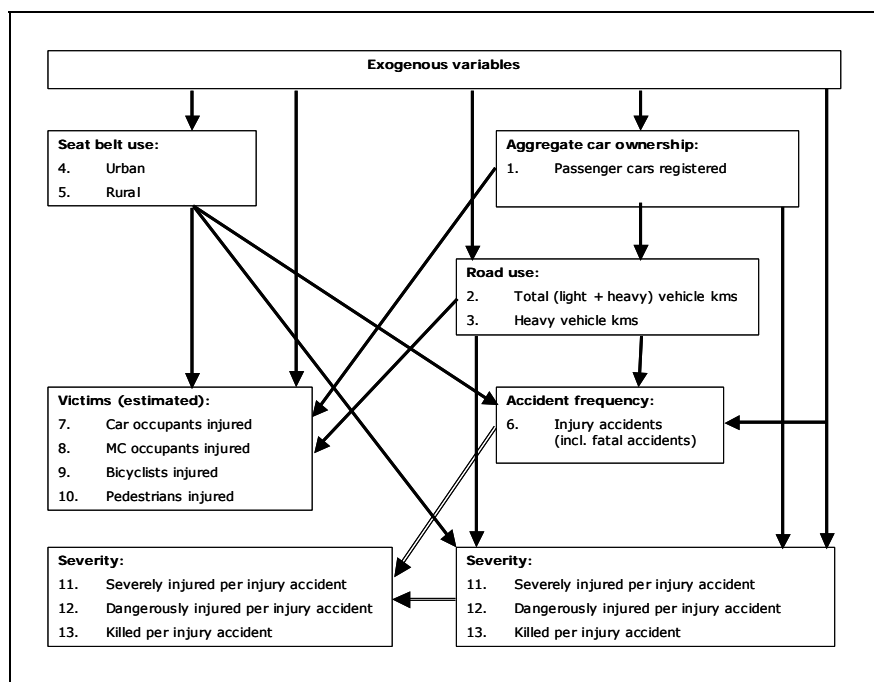 Exogenous variables
Seat belt use:
4. Urban
5. Rural
Aggregate car ownership:
1. Passenger cars registered
Road use:
2. Total (light + heavy) vehicle kms
3. Heavy vehicle kms
Victims (estimated):
7. Car occupants injured
8. MC occupants injured
9. Bicyclists injured
10. Pedestrians injured
Accident frequency:
6. Injury accidents
(incl. fatal accidents)
Severity:
11. Severely injured per injury accident
12. Dangerously injured per injury accident
13. Killed per injury accident
Severity:
11. Severely injured per injury accident
12. Dangerously injured per injury accident
13. Killed per injury accident